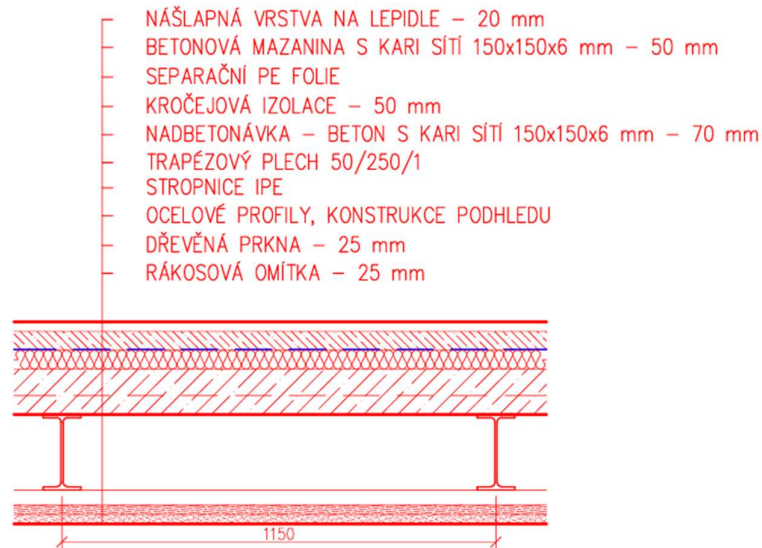 NÁŠLAPNÁ VRSTVA NA LEPIDLE – 20 mm
BETONOVÁ MAZANINA S KARI SÍTÍ 150x150x6 mm – 50 mm
SEPARAČNÍ PE FOLIE
KROČEJOVÁ IZOLACE – 50 mm
NADBETONÁVKA – BETON S KARI SÍTÍ 150x150x6 mm – 70 mm
TRAPÉZOVÝ PLECH 50/250/1
STROPNICE IPE
OCELOVÉ PROFILY, KONSTRUKCE PODHLEDU
DŘEVĚNÁ PRKNA – 25 mm
RÁKOSOVÁ OMÍTKA – 25 mm
1150